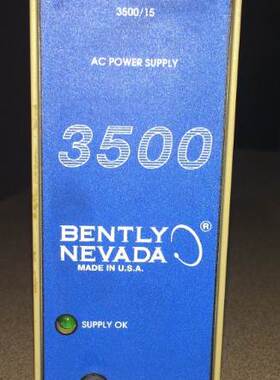 3500/15
AC POWER SUPPLY
3500
BENTLY ®
NEVADA
MADE IN U.S.A.
SUPPLY OK